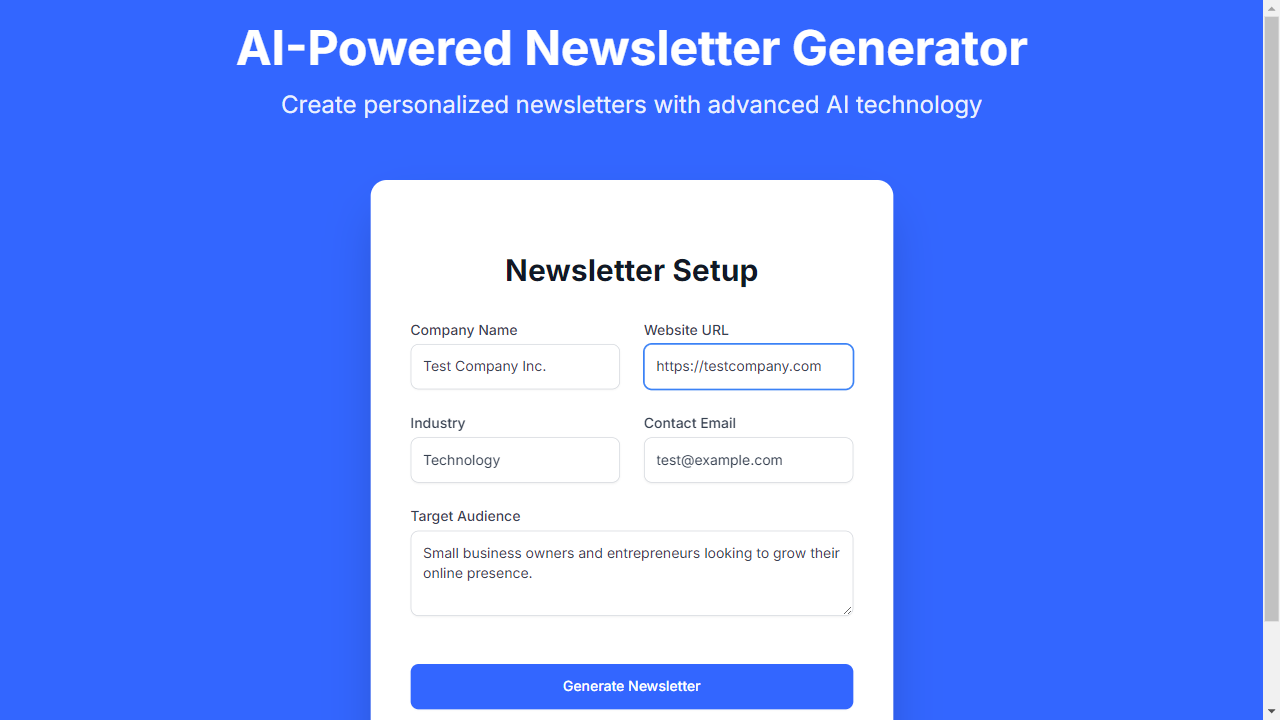 AI-Powered Newsletter Generator
Create personalized newsletters with advanced AI technology
Newsletter Setup
Company Name
Website URL
Test Company Inc.
https://testcompany.com
Industry
Contact Email
Technology
test@example.com
Target Audience
Small business owners and entrepreneurs looking to grow their
online presence.
Generate Newsletter